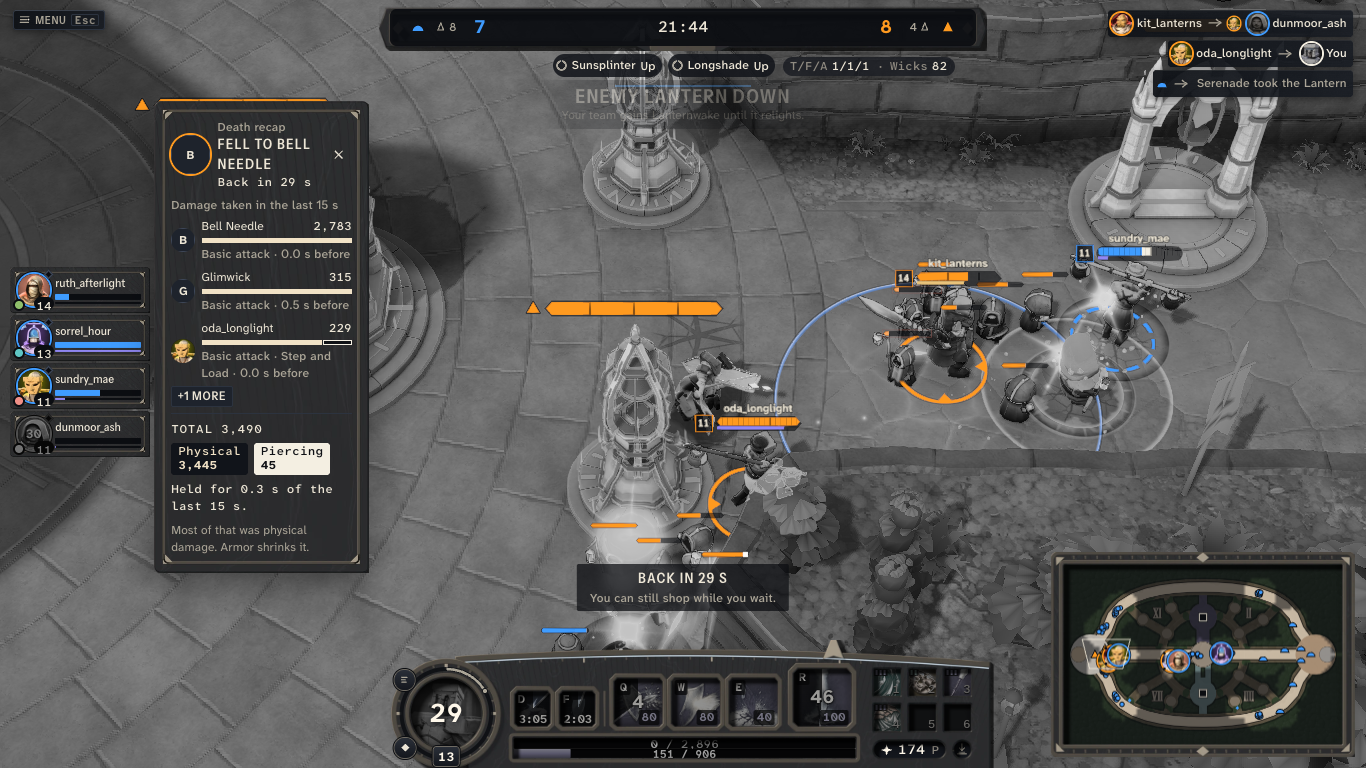 MENU Esc
8 7 21:44 8 4
kit_lanterns dunmoor_ash
oda_longlight You
Serenade took the Lantern
Sunsplinter Up Longshade Up T/F/A 1/1/1 · Wicks 82
ENEMY LANTERN DOWN
Your team gains Lanternwake until it relights.
Death recap
FELL TO BELL
NEEDLE
B
Back in 29 s
Damage taken in the last 15 s
Bell Needle 2,783
B
Basic attack · 0.0 s before
Glimwick 315
G
Basic attack · 0.5 s before
oda_longlight 229
Basic attack · Step and
Load · 0.0 s before
+1 MORE
TOTAL 3,490
Physical Piercing
3,445 45
Held for 0.3 s of the
last 15 s.
Most of that was physical
damage. Armor shrinks it.
ruth_afterlight
14
sorrel_hour
13
sundry_mae
11
dunmoor_ash
30
11
sundry_mae
11
kit_lanterns
14
oda_longlight
11
BACK IN 29 S
You can still shop while you wait.
XI II
VII
29
13
D F Q W E R
3:05 2:03 4 80 80 40 46 100
1 3
4 5 6
0 / 2,896
151 / 906
174 P